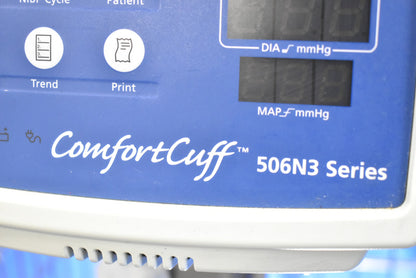 NIBP Cycle Patient
DIA mmHg
Trend Print
MAP mmHg
ComfortCuff™ 506N3 Series